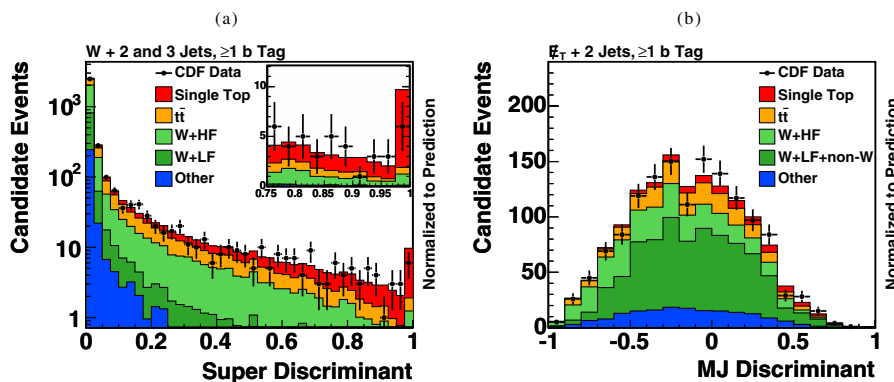 (a)
W + 2 and 3 Jets, ≥1 b Tag
Candidate Events
10³
10²
10
1
CDF Data
Single Top
tt̄
W+HF
W+LF
Other
10
5
0
0.75 0.8 0.85 0.9 0.95 1
0 0.2 0.4 0.6 0.8 1
Super Discriminant
Normalized to Prediction
(b)
E̸T + 2 Jets, ≥1 b Tag
Candidate Events
200
150
100
50
0
CDF Data
Single Top
tt̄
W+HF
W+LF+non-W
Other
-1 -0.5 0 0.5 1
MJ Discriminant
Normalized to Prediction